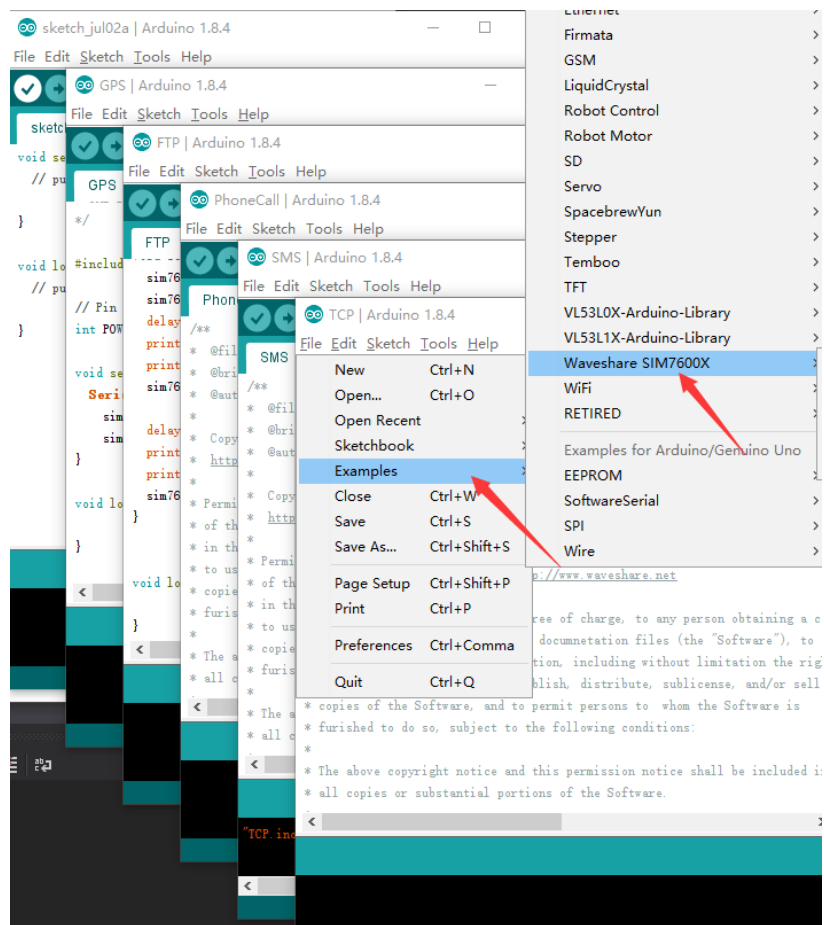 sketch_jul02a | Arduino 1.8.4
File Edit Sketch Tools Help
sketc
void se
// pu
}
void lo
// pu
}
GPS | Arduino 1.8.4
File Edit Sketch Tools Help
GPS
*/
#includ
// Pin
int POW
void se
Seri
sim
sim
}
void lo
}
FTP | Arduino 1.8.4
File Edit Sketch Tools Help
FTP
sim76
sim76
delay
print
print
sim76
delay
print
print
sim76
}
void lo
}
PhoneCall | Arduino 1.8.4
File Edit Sketch Tools Help
Phon
/**
* @fil
* @bri
* @aut
*
* Copy
* http
*
* Permi
* of th
* in th
* to us
* copie
* furis
*
* The a
* all c
SMS | Arduino 1.8.4
File Edit Sketch Tools Help
SMS
/**
* @fil
* @bri
* @aut
*
* Copy
* http
*
* Permi
* of th
* in th
* to us
* copie
* furis
*
* The a
* all c
"TCP.ino
TCP | Arduino 1.8.4
File Edit Sketch Tools Help
New Ctrl+N
Open... Ctrl+O
Open Recent
Sketchbook
Examples
Close Ctrl+W
Save Ctrl+S
Save As... Ctrl+Shift+S
Page Setup Ctrl+Shift+P
Print Ctrl+P
Preferences Ctrl+Comma
Quit Ctrl+Q
Ethernet
Firmata
GSM
LiquidCrystal
Robot Control
Robot Motor
SD
Servo
SpacebrewYun
Stepper
Temboo
TFT
VL53L0X-Arduino-Library
VL53L1X-Arduino-Library
Waveshare SIM7600X
WiFi
RETIRED
Examples for Arduino/Genuino Uno
EEPROM
SoftwareSerial
SPI
Wire
p://www.waveshare.net
ree of charge, to any person obtaining a c
documnetation files (the "Software"), to
tion, including without limitation the rig
blish, distribute, sublicense, and/or sell
* copies of the Software, and to permit persons to whom the Software is
* furished to do so, subject to the following conditions:
*
* The above copyright notice and this permission notice shall be included i
* all copies or substantial portions of the Software.